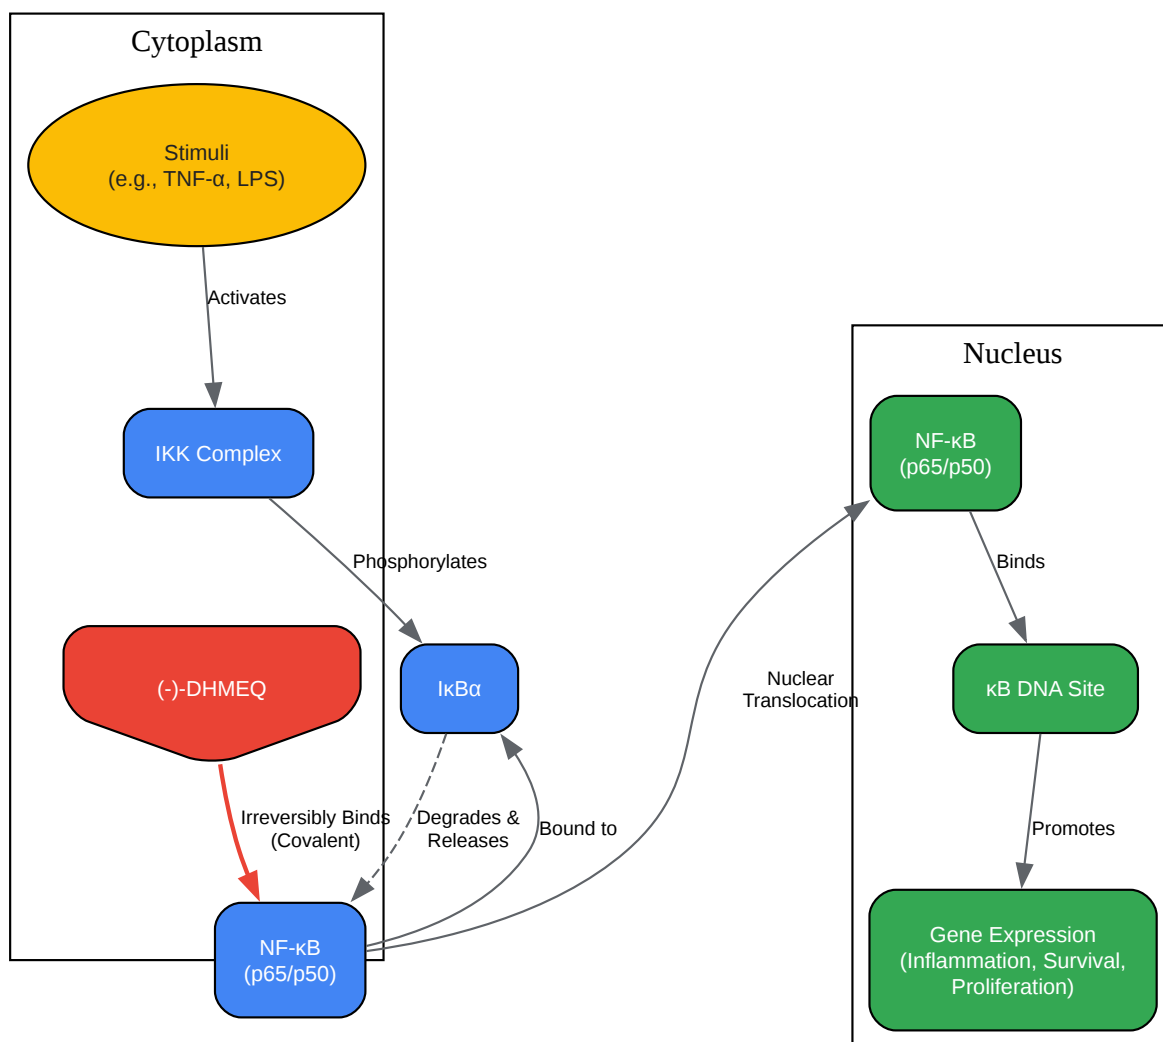 Cytoplasm
Stimuli
(e.g., TNF-α, LPS)
Activates
IKK Complex
Phosphorylates
(-)-DHMEQ
IκBα
Irreversibly Binds
(Covalent)
Degrades &
Releases
Bound to
NF-κB
(p65/p50)
Nuclear
Translocation
Nucleus
NF-κB
(p65/p50)
Binds
κB DNA Site
Promotes
Gene Expression
(Inflammation, Survival,
Proliferation)